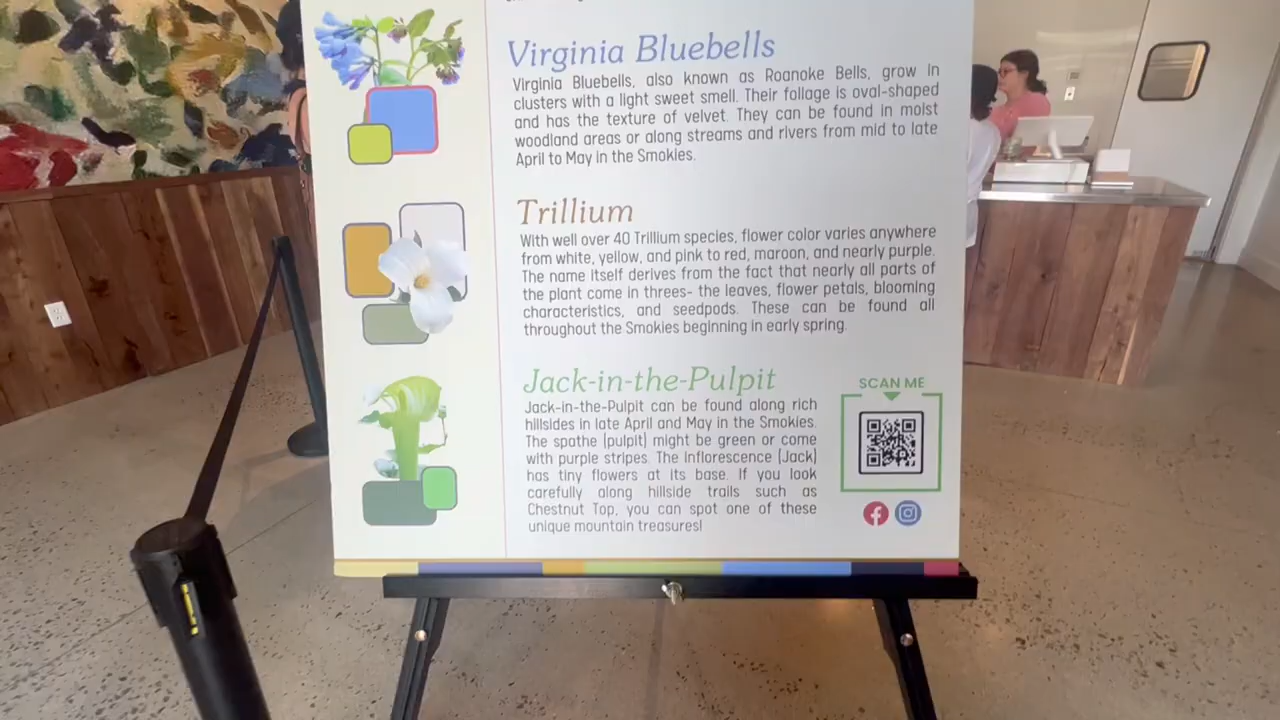 Virginia Bluebells
Virginia Bluebells, also known as Roanoke Bells, grow in
clusters with a light sweet smell. Their foliage is oval-shaped
and has the texture of velvet. They can be found in moist
woodland areas or along streams and rivers from mid to late
April to May in the Smokies.
Trillium
With well over 40 Trillium species, flower color varies anywhere
from white, yellow, and pink to red, maroon, and nearly purple.
The name itself derives from the fact that nearly all parts of
the plant come in threes- the leaves, flower petals, blooming
characteristics, and seedpods. These can be found all
throughout the Smokies beginning in early spring.
Jack-in-the-Pulpit
Jack-in-the-Pulpit can be found along rich
hillsides in late April and May in the Smokies.
The spathe (pulpit) might be green or come
with purple stripes. The Inflorescence (Jack)
has tiny flowers at its base. If you look
carefully along hillside trails such as
Chestnut Top, you can spot one of these
unique mountain treasures!
SCAN ME